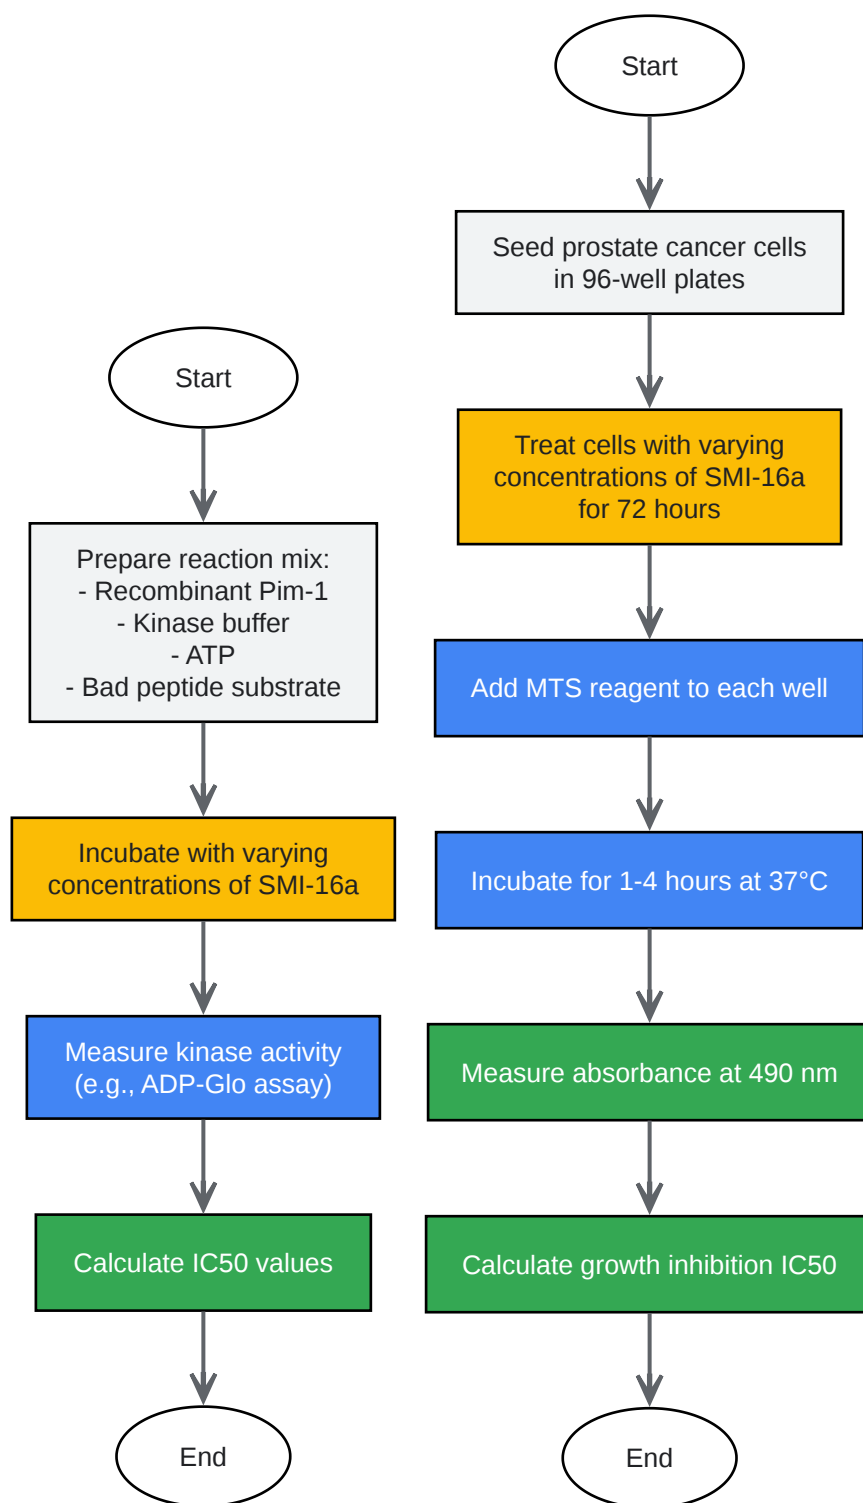 Start
Prepare reaction mix:
- Recombinant Pim-1
- Kinase buffer
- ATP
- Bad peptide substrate
Incubate with varying
concentrations of SMI-16a
Measure kinase activity
(e.g., ADP-Glo assay)
Calculate IC50 values
End
Start
Seed prostate cancer cells
in 96-well plates
Treat cells with varying
concentrations of SMI-16a
for 72 hours
Add MTS reagent to each well
Incubate for 1-4 hours at 37°C
Measure absorbance at 490 nm
Calculate growth inhibition IC50
End